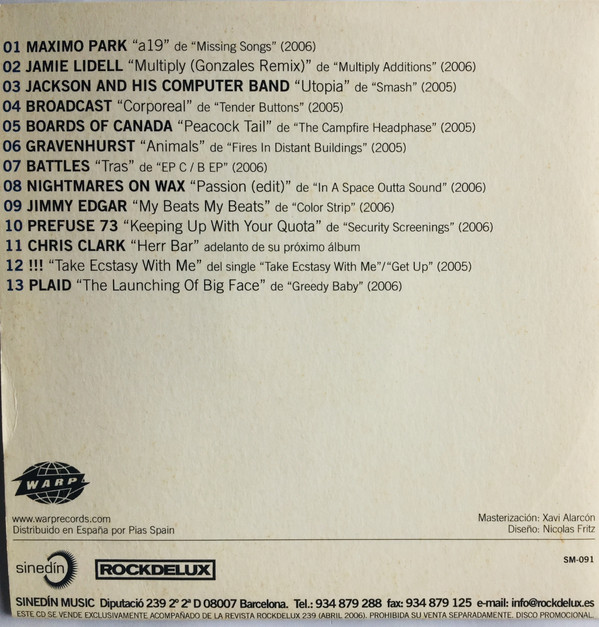 01 MAXIMO PARK “a19” de “Missing Songs” (2006)
02 JAMIE LIDELL “Multiply (Gonzales Remix)” de “Multiply Additions” (2006)
03 JACKSON AND HIS COMPUTER BAND “Utopia” de “Smash” (2005)
04 BROADCAST “Corporeal” de “Tender Buttons” (2005)
05 BOARDS OF CANADA “Peacock Tail” de “The Campfire Headphase” (2005)
06 GRAVENHURST “Animals” de “Fires In Distant Buildings” (2005)
07 BATTLES “Tras” de “EP C / B EP” (2006)
08 NIGHTMARES ON WAX “Passion (edit)” de “In A Space Outta Sound” (2006)
09 JIMMY EDGAR “My Beats My Beats” de “Color Strip” (2006)
10 PREFUSE 73 “Keeping Up With Your Quota” de “Security Screenings” (2006)
11 CHRIS CLARK “Herr Bar” adelanto de su próximo álbum
12 !!! “Take Ecstasy With Me” del single “Take Ecstasy With Me”/“Get Up” (2005)
13 PLAID “The Launching Of Big Face” de “Greedy Baby” (2006)
WARP
www.warprecords.com
Distribuido en España por Pias Spain
Masterización: Xavi Alarcón
Diseño: Nicolas Fritz
SM-091
sinedín
ROCKDELUX
SINEDÍN MUSIC Diputació 239 2º 2ª D 08007 Barcelona. Tel.: 934 879 288 fax: 934 879 125 e-mail: info@rockdelux.es
ESTE CD SE VENDE EXCLUSIVAMENTE ACOMPAÑADO DE LA REVISTA ROCKDELUX 239 (ABRIL 2006). PROHIBIDA SU VENTA SEPARADAMENTE. DISCO PROMOCIONAL.